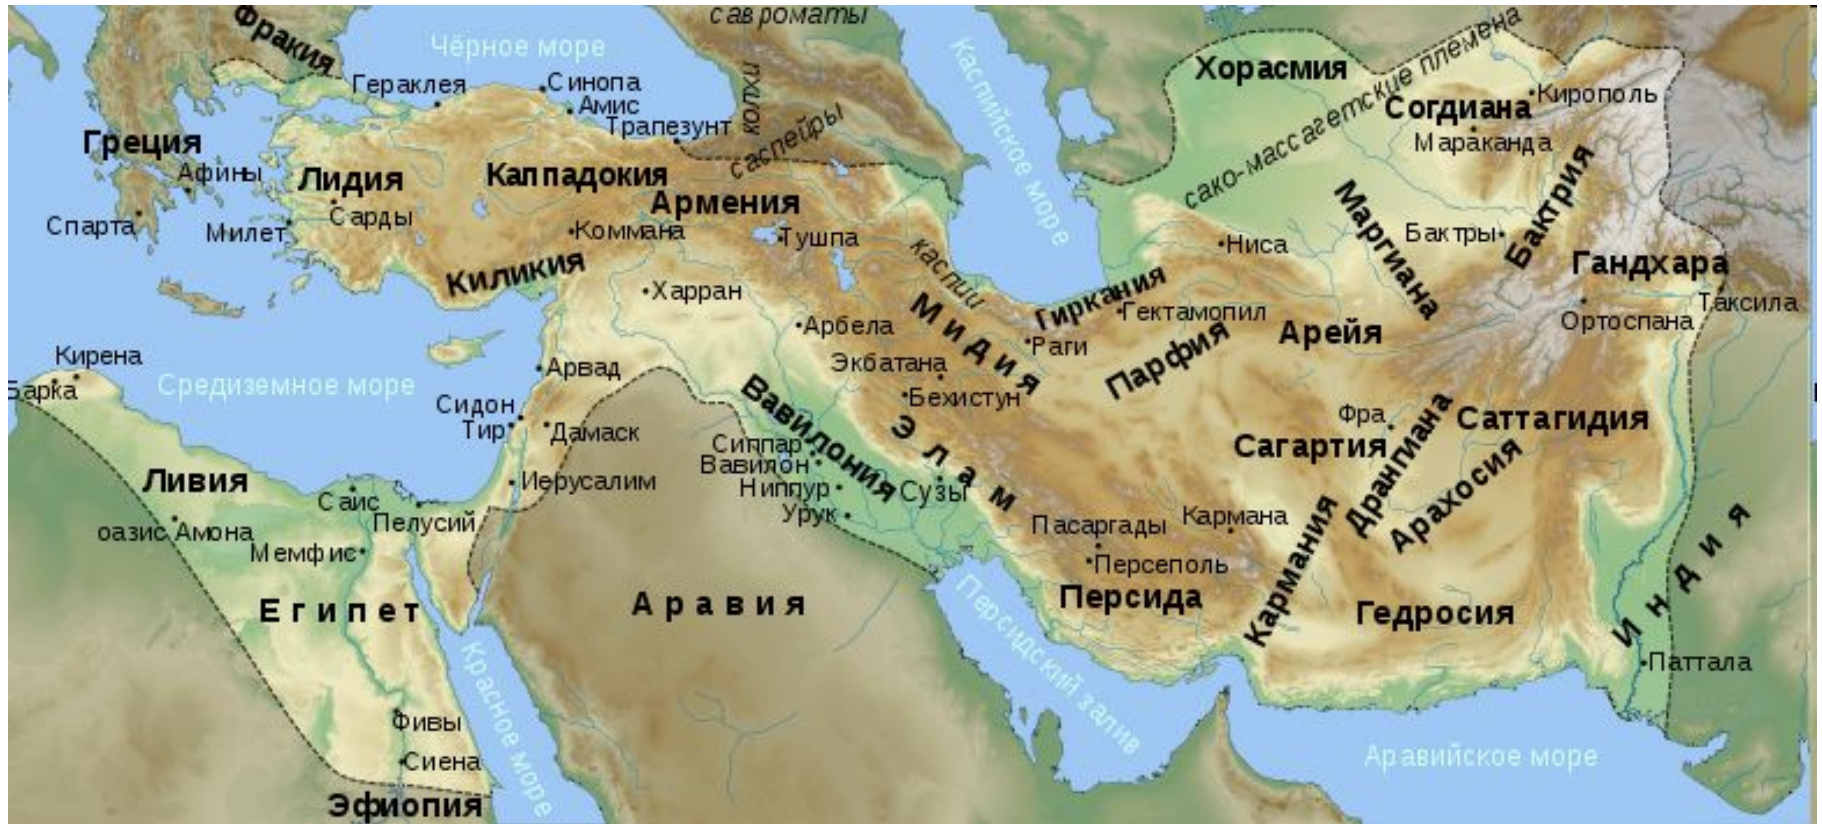 савроматы
Фракия
Чёрное море
Каспийское море
Хорасмия
сако-массагетские племена
Согдиана
Кирополь
Мараканда
Гераклея
Синопа
Амис
Трапезунт
колхи
саспейры
Греция
Афины
Спарта
Лидия
Сарды
Милет
Каппадокия
Армения
Коммана
Тушпа
Киликия
Харран
каспии
Мидия
Гиркания
Гектамопил
Раги
Ниса
Маргиана
Бактры
Бактрия
Гандхара
Таксила
Ортоспана
Парфия
Арейя
Арбела
Экбатана
Бехистун
Кирена
Барка
Средиземное море
Арвад
Сидон
Тир
Дамаск
Иерусалим
Вавилония
Сиппар
Вавилон
Ниппур
Урук
Элам
Сузы
Фра
Сагартия
Дрангиана
Саттагидия
Арахосия
Ливия
Саис
Пелусий
оазис Амона
Мемфис
Египет
Аравия
Пасаргады
Кармана
Персеполь
Персида
Кармания
Гедросия
Индия
Паттала
Персидский залив
Красное море
Фивы
Сиена
Эфиопия
Аравийское море